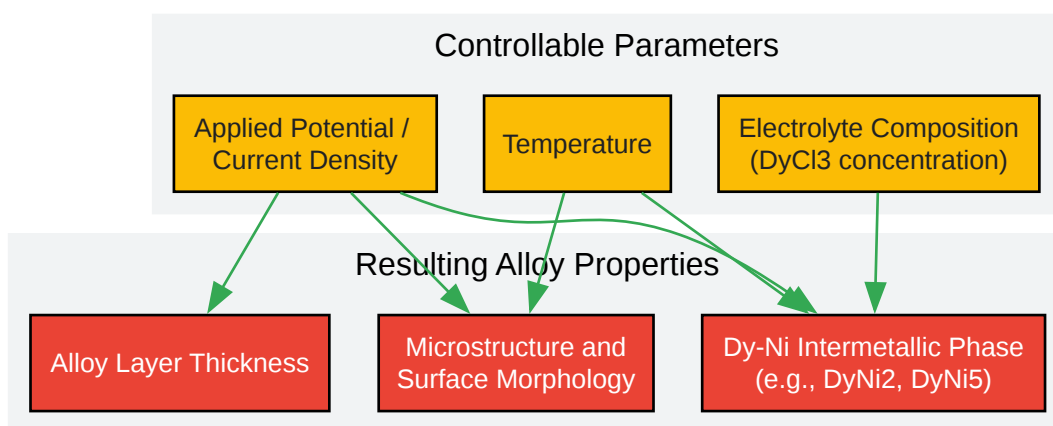 Controllable Parameters
Applied Potential /
Current Density
Temperature
Electrolyte Composition
(DyCl3 concentration)
Resulting Alloy Properties
Alloy Layer Thickness
Microstructure and
Surface Morphology
Dy-Ni Intermetallic Phase
(e.g., DyNi2, DyNi5)